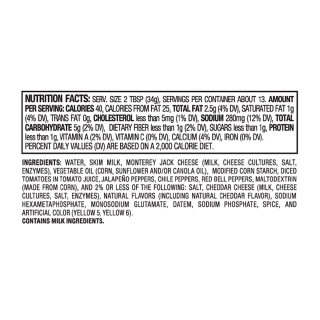 NUTRITION FACTS: SERV. SIZE 2 TBSP (34g), SERVINGS PER CONTAINER ABOUT 13. AMOUNT
PER SERVING: CALORIES 40, CALORIES FROM FAT 25, TOTAL FAT 2.5g (4% DV), SATURATED FAT 1g
(4% DV), TRANS FAT 0g, CHOLESTEROL less than 5mg (1% DV), SODIUM 280mg (12% DV), TOTAL
CARBOHYDRATE 5g (2% DV), DIETARY FIBER less than 1g (2% DV), SUGARS less than 1g, PROTEIN
less than 1g, VITAMIN A (2% DV), VITAMIN C (0% DV), CALCIUM (4% DV), IRON (0% DV).
PERCENT DAILY VALUES (DV) ARE BASED ON A 2,000 CALORIE DIET.
INGREDIENTS: WATER, SKIM MILK, MONTEREY JACK CHEESE (MILK, CHEESE CULTURES, SALT,
ENZYMES), VEGETABLE OIL (CORN, SUNFLOWER AND/OR CANOLA OIL), MODIFIED CORN STARCH, DICED
TOMATOES IN TOMATO JUICE, JALAPEÑO PEPPERS, CHILE PEPPERS, RED BELL PEPPERS, MALTODEXTRIN
(MADE FROM CORN), AND 2% OR LESS OF THE FOLLOWING: SALT, CHEDDAR CHEESE (MILK, CHEESE
CULTURES, SALT, ENZYMES), NATURAL FLAVORS (INCLUDING NATURAL CHEDDAR FLAVOR), SODIUM
HEXAMETAPHOSPHATE, MONOSODIUM GLUTAMATE, DATEM, SODIUM PHOSPHATE, SPICE, AND
ARTIFICIAL COLOR (YELLOW 5, YELLOW 6).
CONTAINS MILK INGREDIENTS.